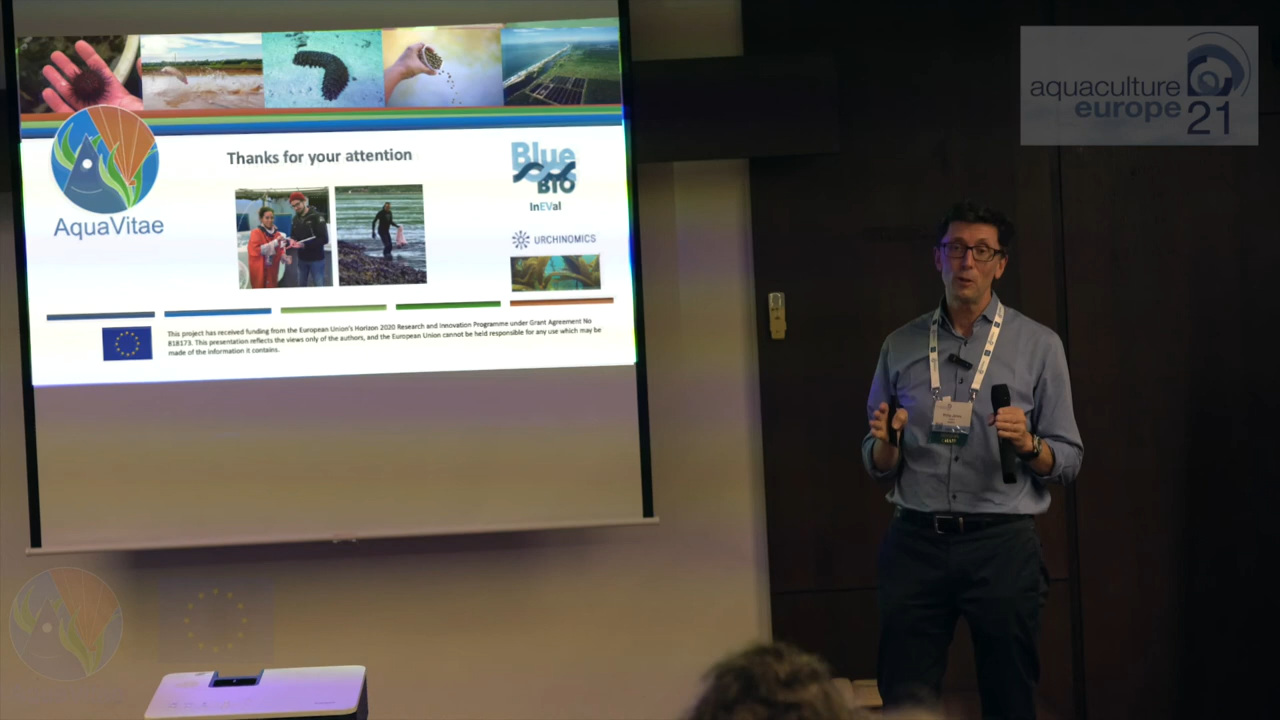 aquaculture
europe
21
Thanks for your attention
AquaVitae
Blue
BIO
InEVal
URCHINOMICS
This project has received funding from the European Union's Horizon 2020 Research and Innovation Programme under Grant Agreement No
818173. This presentation reflects the views only of the authors, and the European Union cannot be held responsible for any use which may be
made of the information it contains.